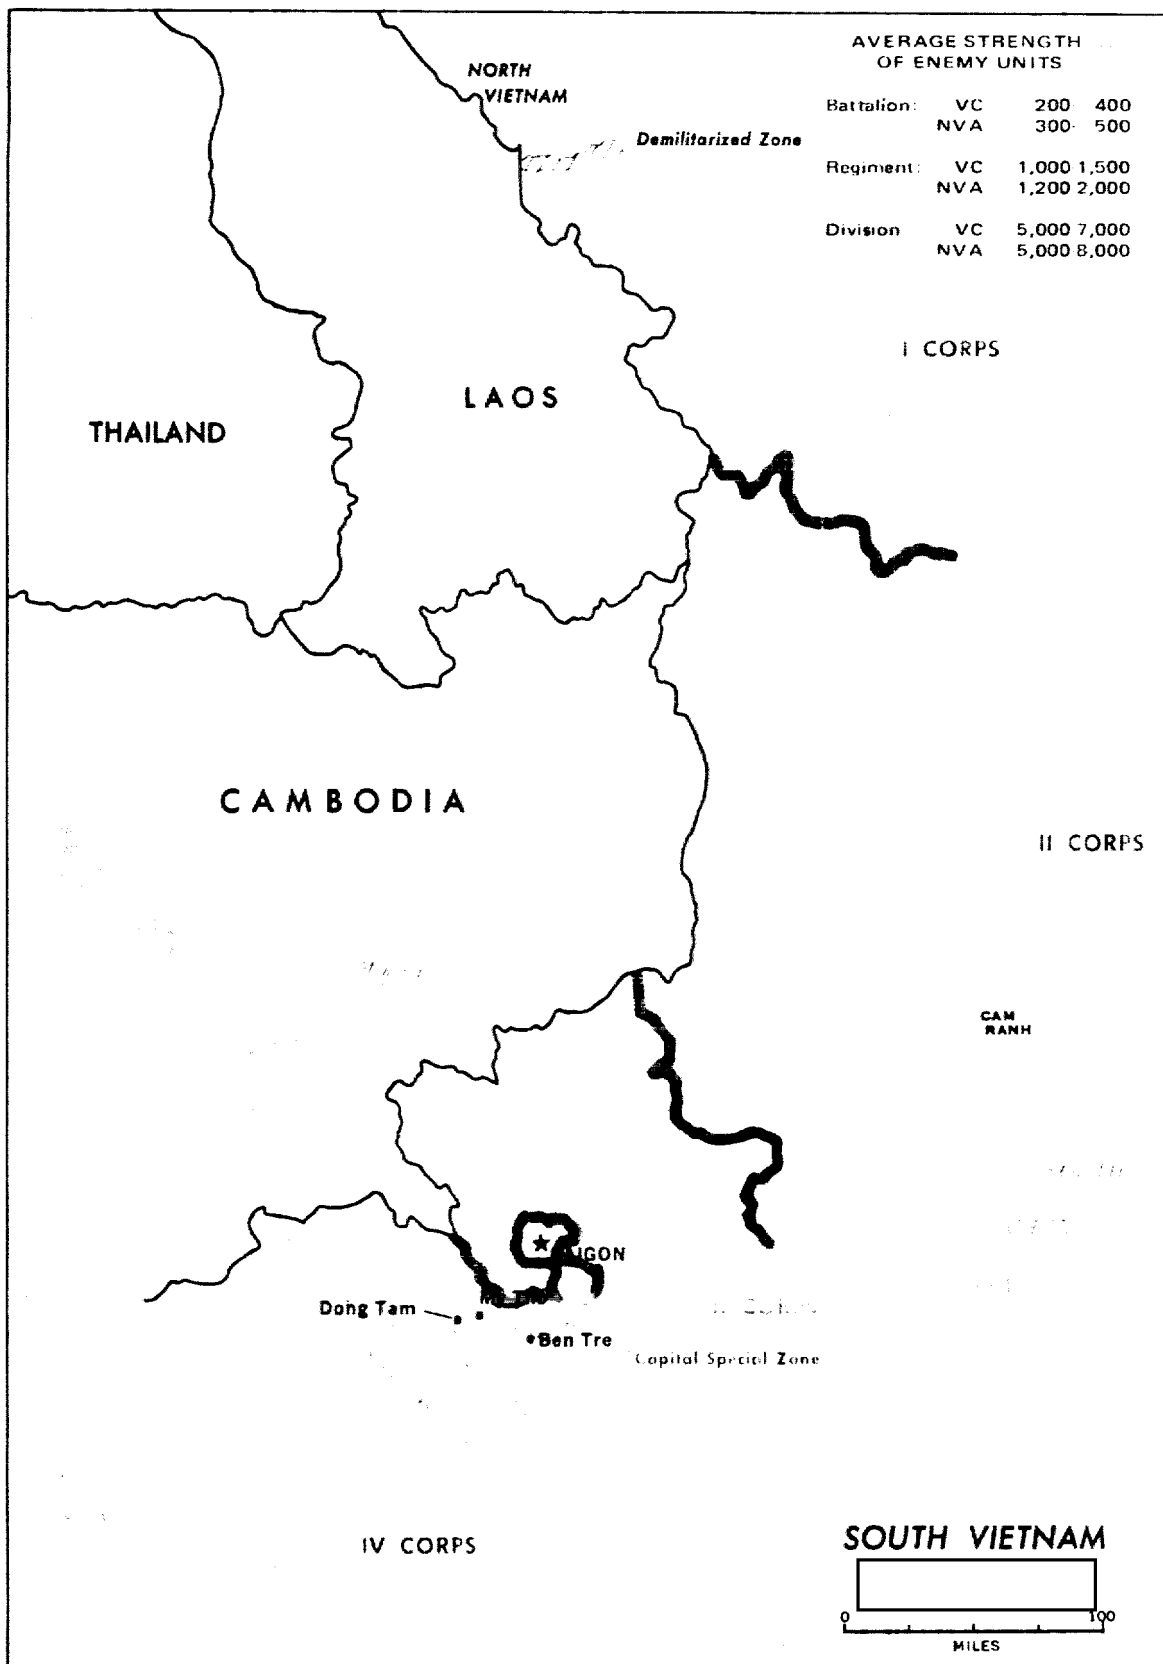 AVERAGE STRENGTH
OF ENEMY UNITS
Battalion: VC 200 400
NVA 300- 500
Regiment: VC 1,000 1,500
NVA 1,200 2,000
Division VC 5,000 7,000
NVA 5,000 8,000
NORTH
VIETNAM
Demilitarized Zone
I CORPS
LAOS
THAILAND
CAMBODIA
II CORPS
CAM
RANH
IGON
Dong Tam
Ben Tre
Capital Special Zone
IV CORPS
SOUTH VIETNAM
0 100
MILES